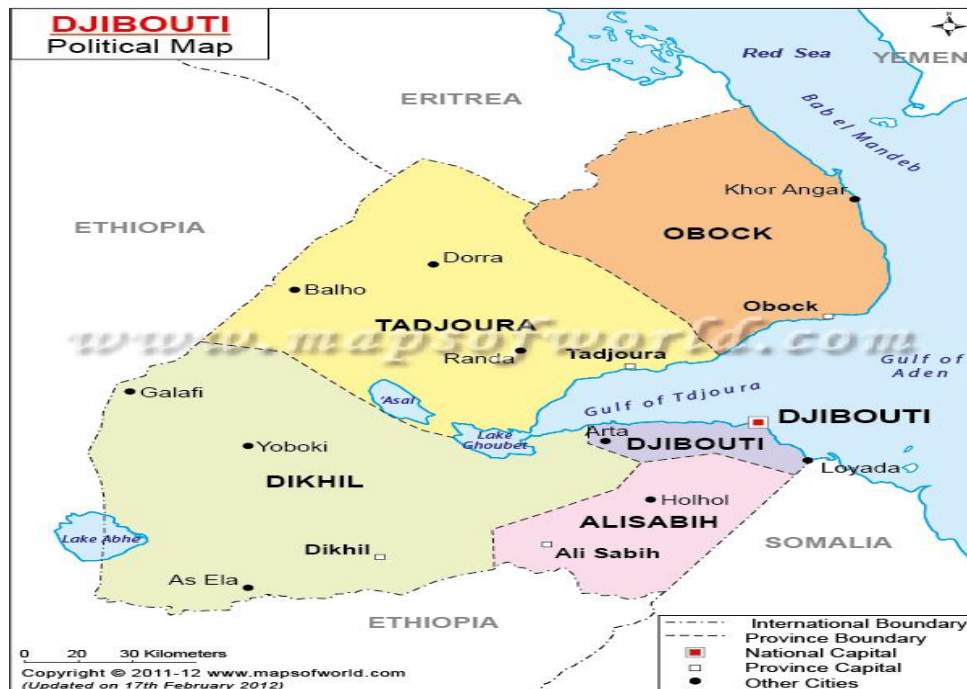 DJIBOUTI
Political Map
N
Red Sea
YEMEN
ERITREA
Bab el Mandeb
Khor Angar
ETHIOPIA
OBOCK
Dorra
Balho
Obock
TADJOURA
www.mapsofworld.com
Randa
Tadjoura
Gulf of
Aden
Galafi
'Asal
Gulf of Tdjoura
DJIBOUTI
Lake
Ghoubet
Arta
DJIBOUTI
Yoboki
Loyada
DIKHIL
Holhol
ALISABIH
Lake Abhe
Dikhil
Ali Sabih
SOMALIA
As Ela
ETHIOPIA
International Boundary
Province Boundary
National Capital
Province Capital
Other Cities
0 20 30 Kilometers
Copyright © 2011-12 www.mapsofworld.com
(Updated on 17th February 2012)